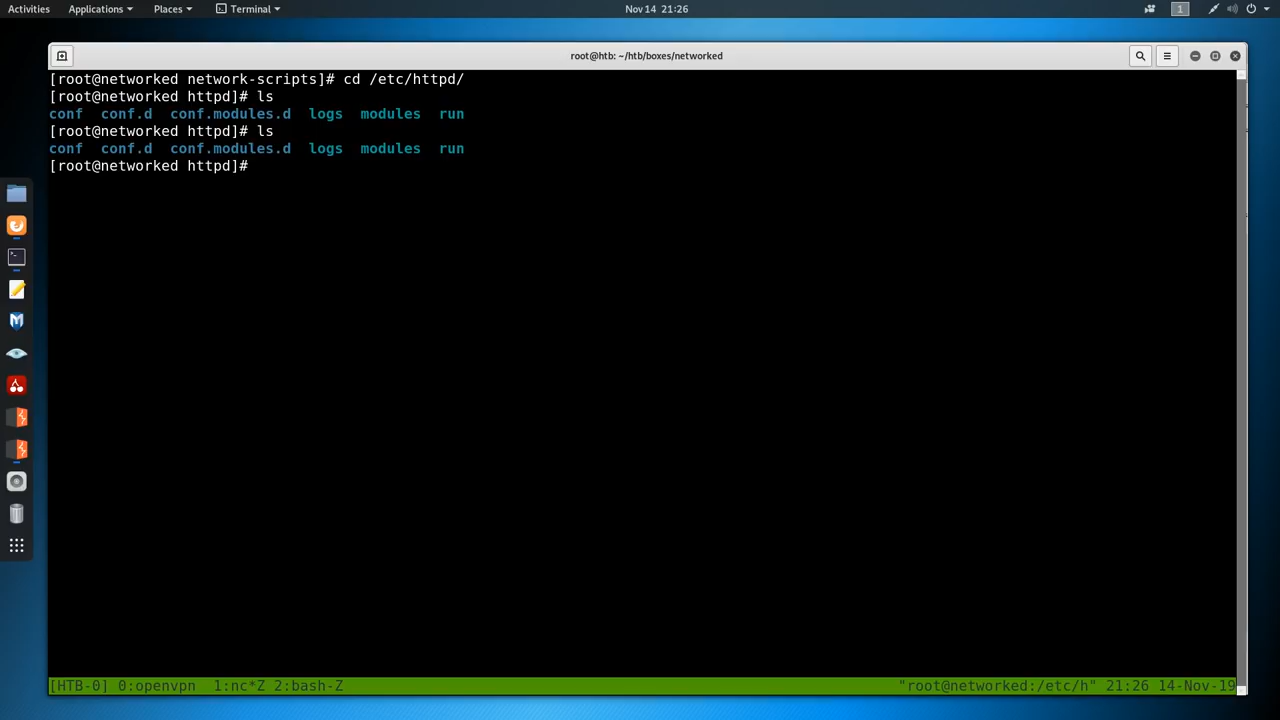 Activities Applications Places Terminal Nov 14 21:26 1
root@htb: ~/htb/boxes/networked
[root@networked network-scripts]# cd /etc/httpd/
[root@networked httpd]# ls
conf conf.d conf.modules.d logs modules run
[root@networked httpd]# ls
conf conf.d conf.modules.d logs modules run
[root@networked httpd]#
[HTB-0] 0:openvpn 1:nc*Z 2:bash-Z "root@networked:/etc/h" 21:26 14-Nov-19